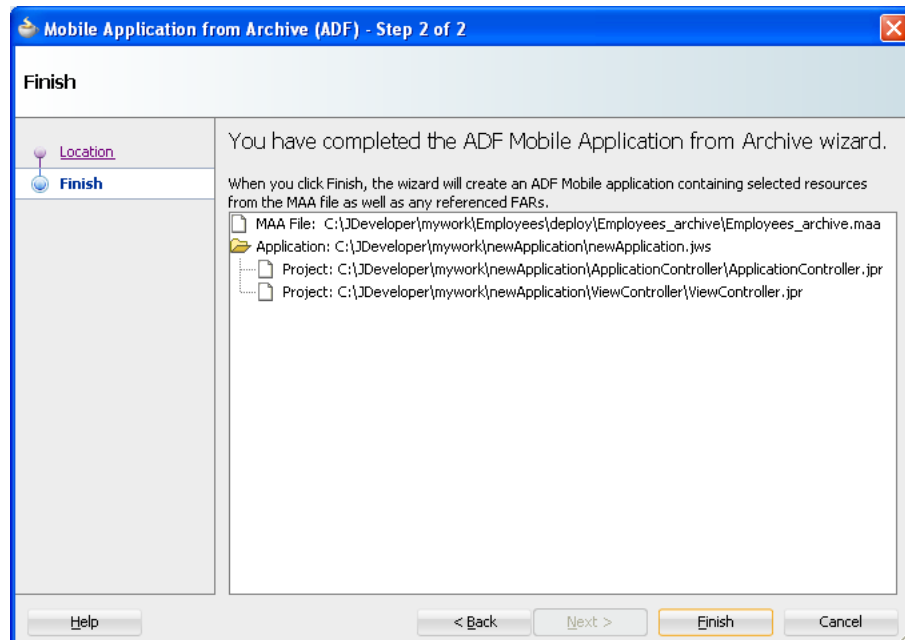 Mobile Application from Archive (ADF) - Step 2 of 2
Finish
Location
Finish
You have completed the ADF Mobile Application from Archive wizard.
When you click Finish, the wizard will create an ADF Mobile application containing selected resources
from the MAA file as well as any referenced FARs.
MAA File: C:\JDeveloper\mywork\Employees\deploy\Employees_archive\Employees_archive.maa
Application: C:\JDeveloper\mywork\newApplication\newApplication.jws
Project: C:\JDeveloper\mywork\newApplication\ApplicationController\ApplicationController.jpr
Project: C:\JDeveloper\mywork\newApplication\ViewController\ViewController.jpr
Help
< Back
Next >
Finish
Cancel